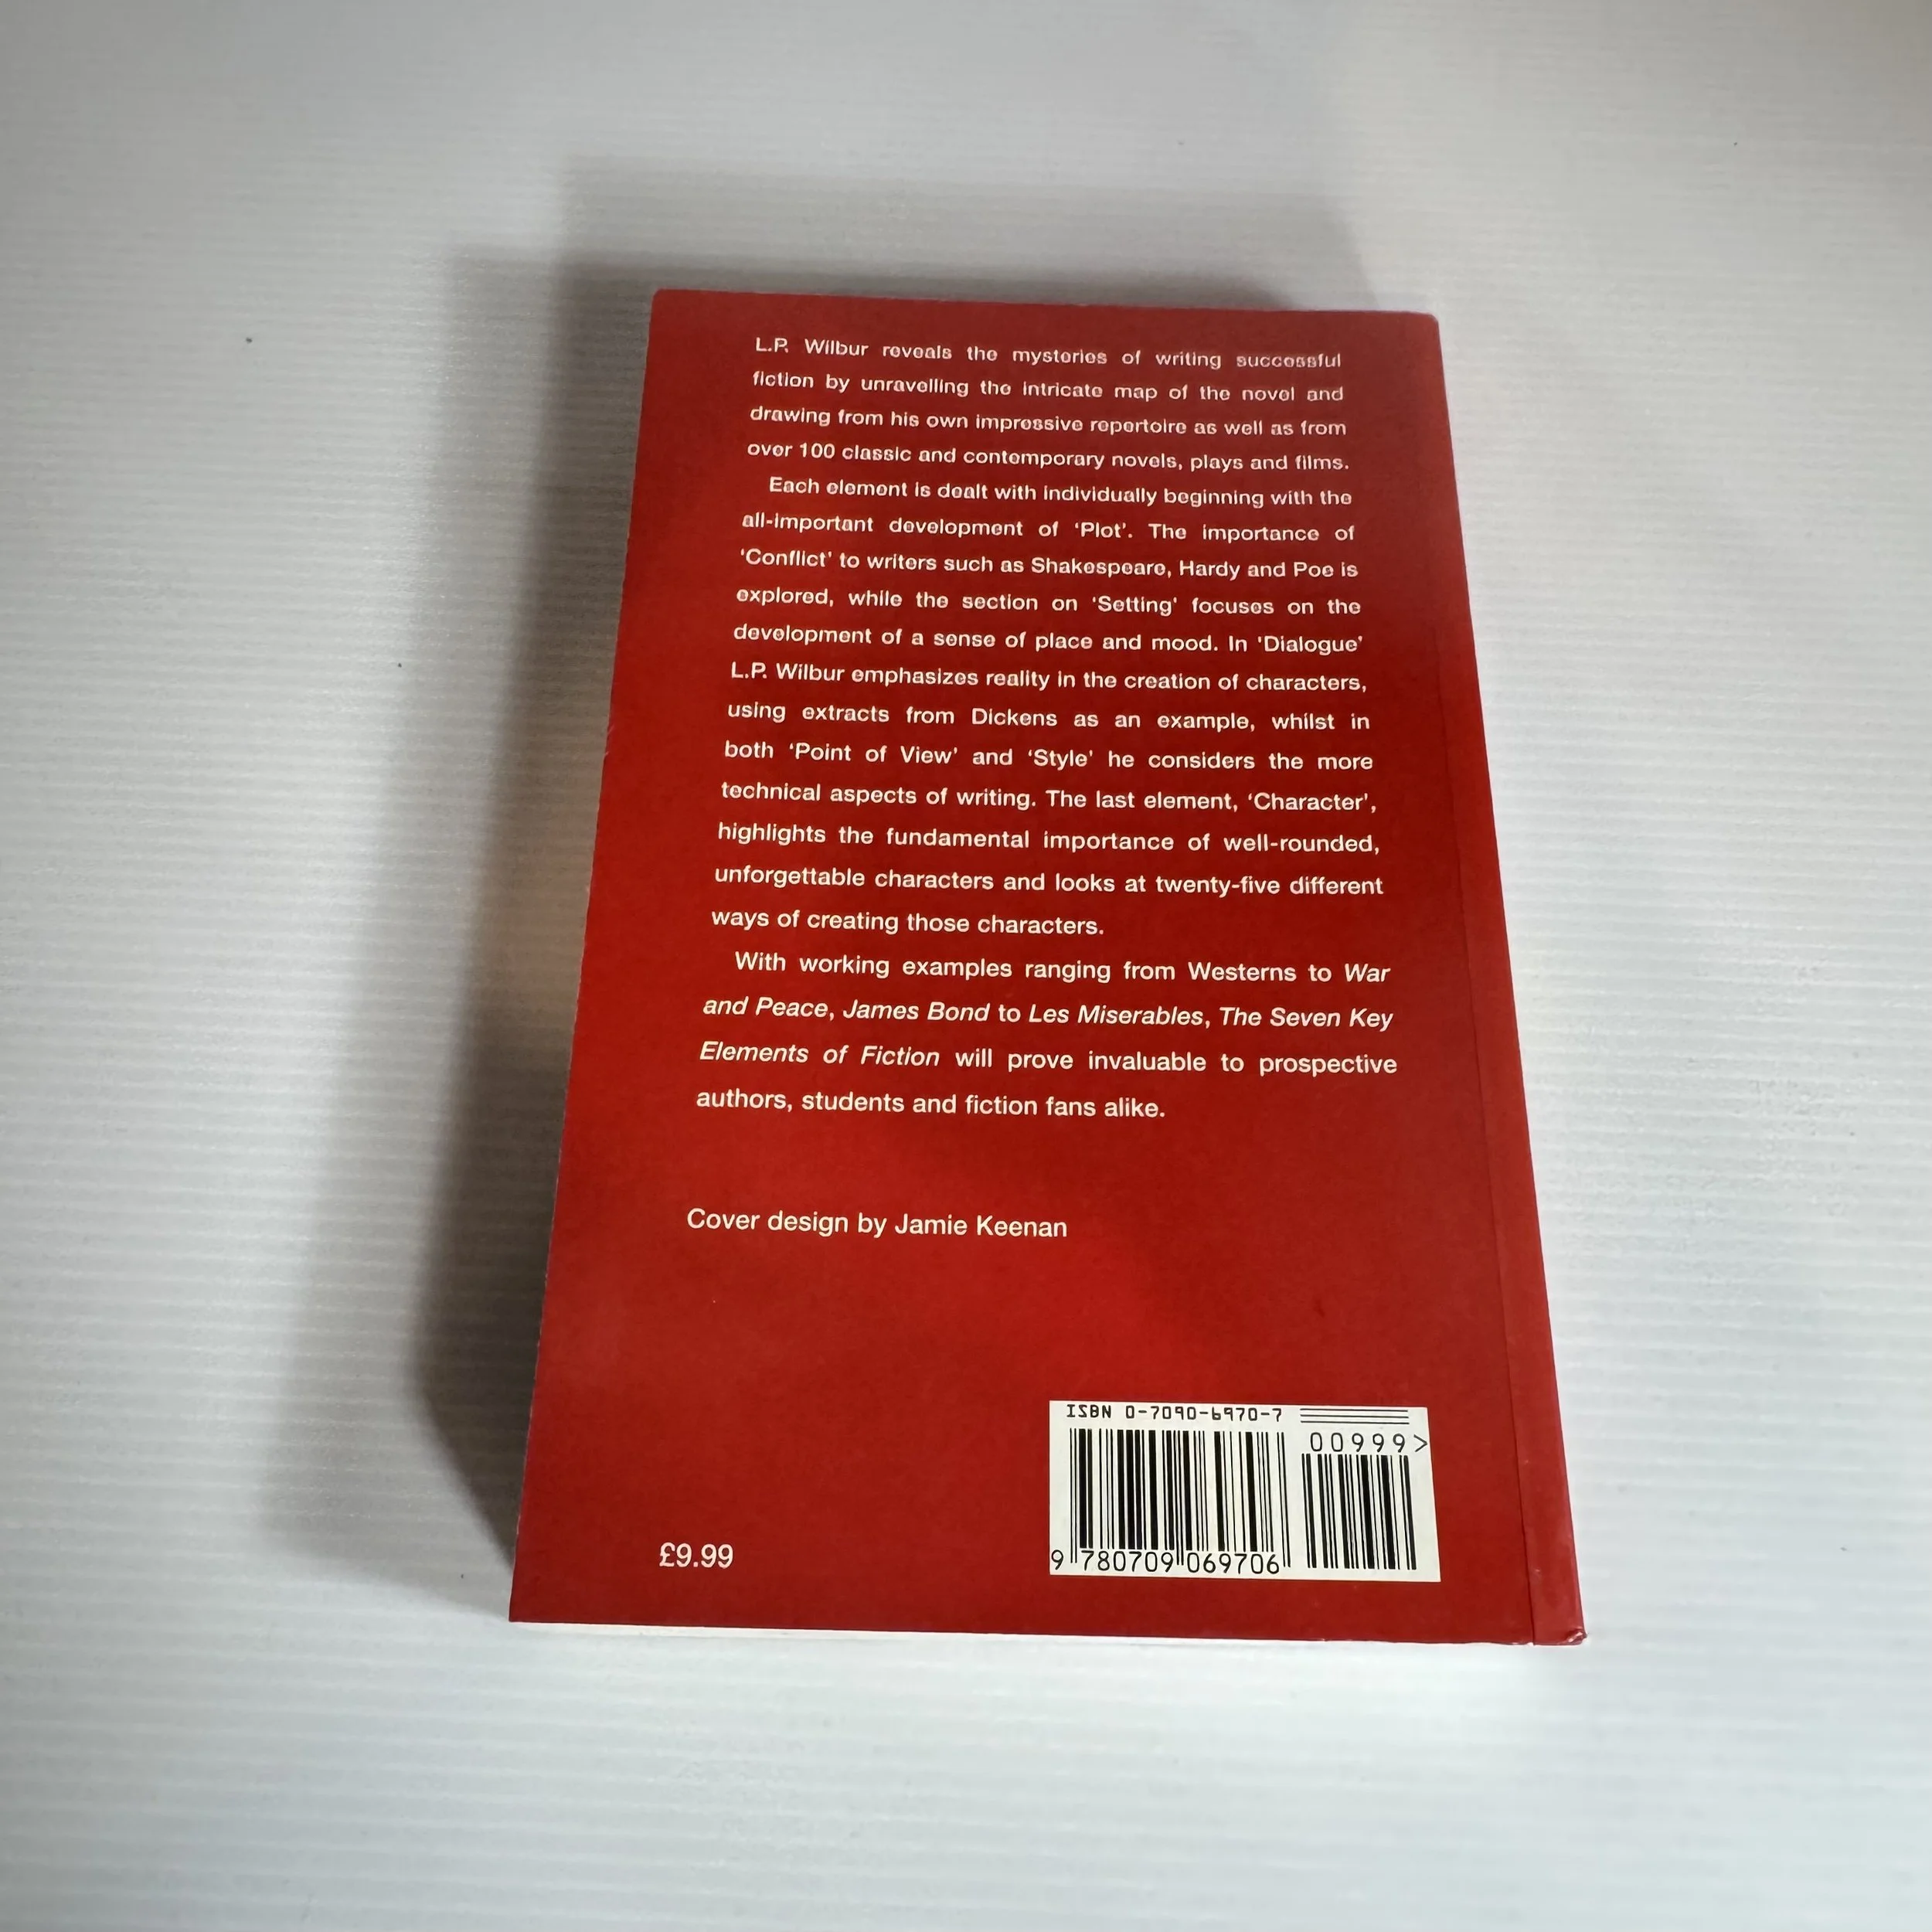 L.P. Wilbur reveals the mysteries of writing successful
fiction by unravelling the intricate map of the novel and
drawing from his own impressive repertoire as well as from
over 100 classic and contemporary novels, plays and films.
Each element is dealt with individually beginning with the
all-important development of ‘Plot’. The importance of
‘Conflict’ to writers such as Shakespeare, Hardy and Poe is
explored, while the section on ‘Setting’ focuses on the
development of a sense of place and mood. In ‘Dialogue’
L.P. Wilbur emphasizes reality in the creation of characters,
using extracts from Dickens as an example, whilst in
both ‘Point of View’ and ‘Style’ he considers the more
technical aspects of writing. The last element, ‘Character’,
highlights the fundamental importance of well-rounded,
unforgettable characters and looks at twenty-five different
ways of creating those characters.
With working examples ranging from Westerns to War
and Peace, James Bond to Les Miserables, The Seven Key
Elements of Fiction will prove invaluable to prospective
authors, students and fiction fans alike.
Cover design by Jamie Keenan
ISBN 0-7090-6970-7
00999>
9 780709 069706
£9.99